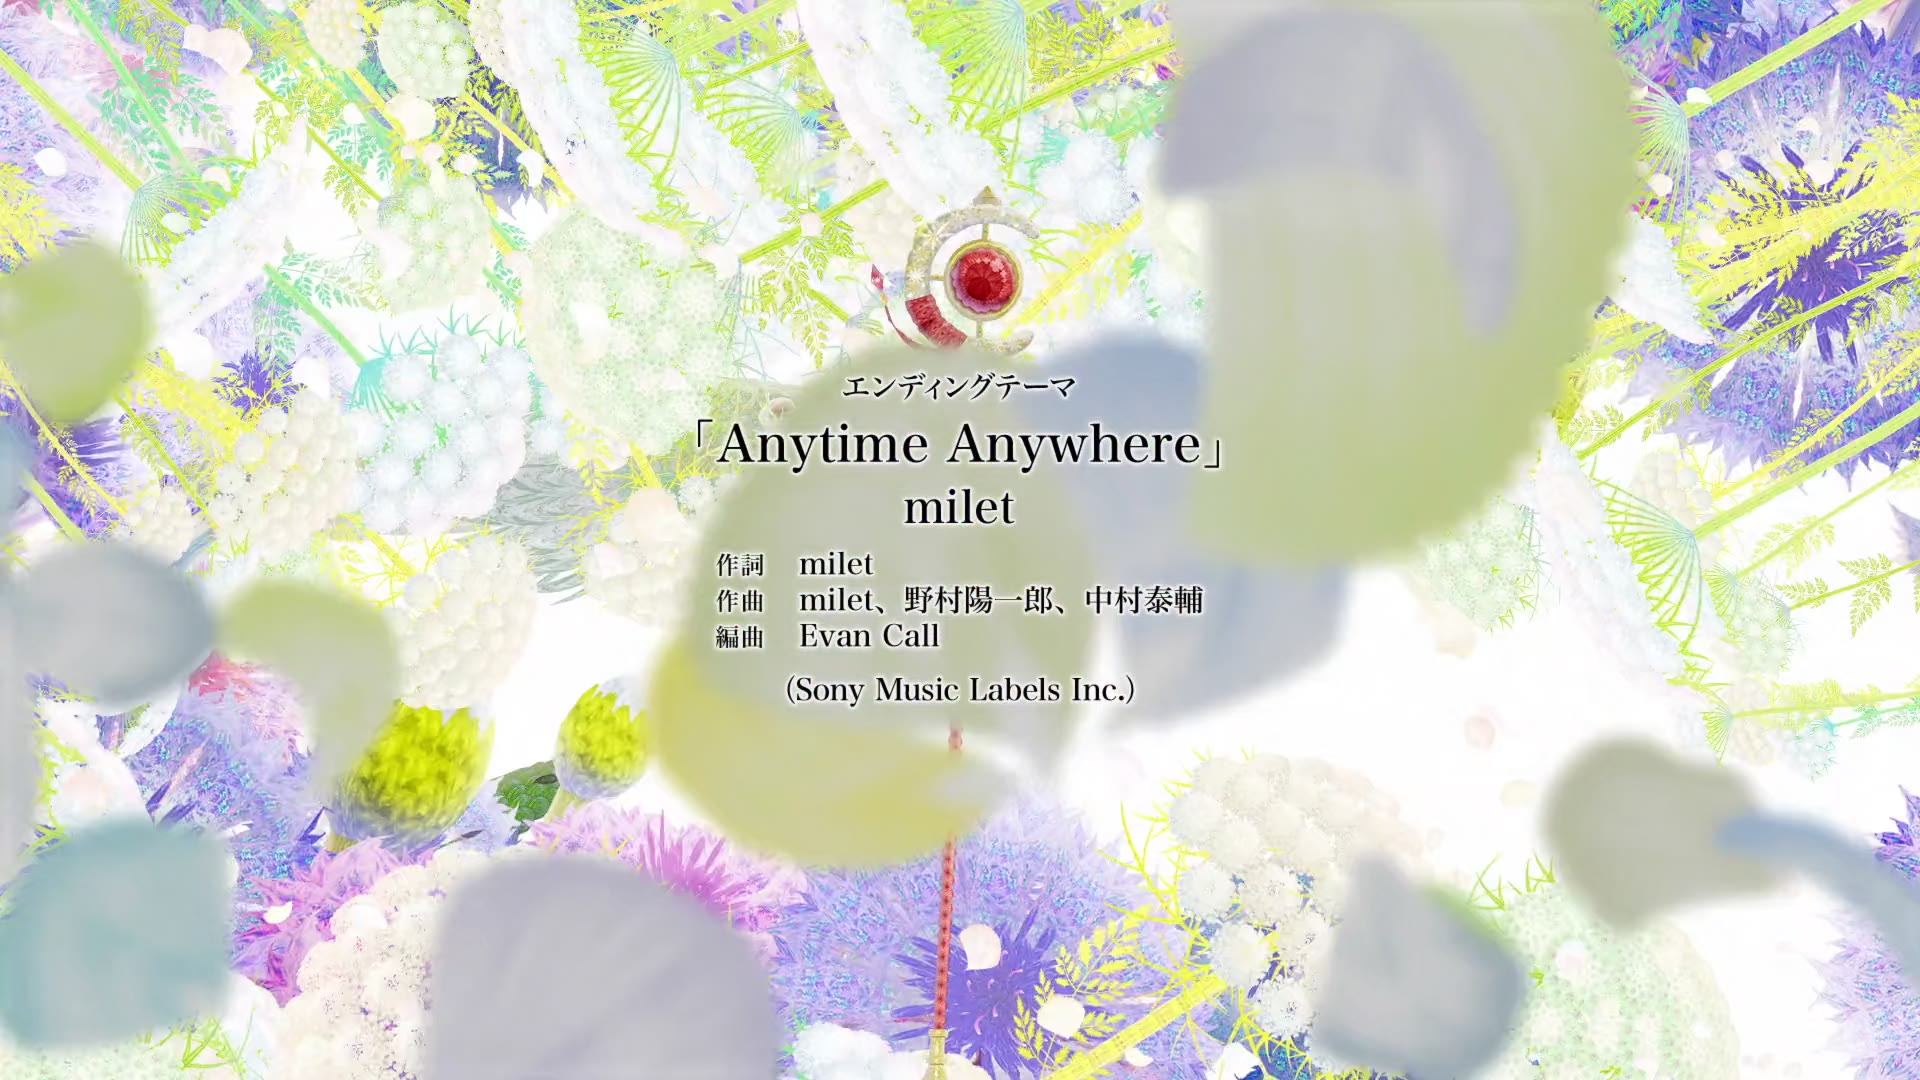 エンディングテーマ
「Anytime Anywhere」
milet
作詞 milet
作曲 milet、野村陽一郎、中村泰輔
編曲 Evan Call
(Sony Music Labels Inc.)